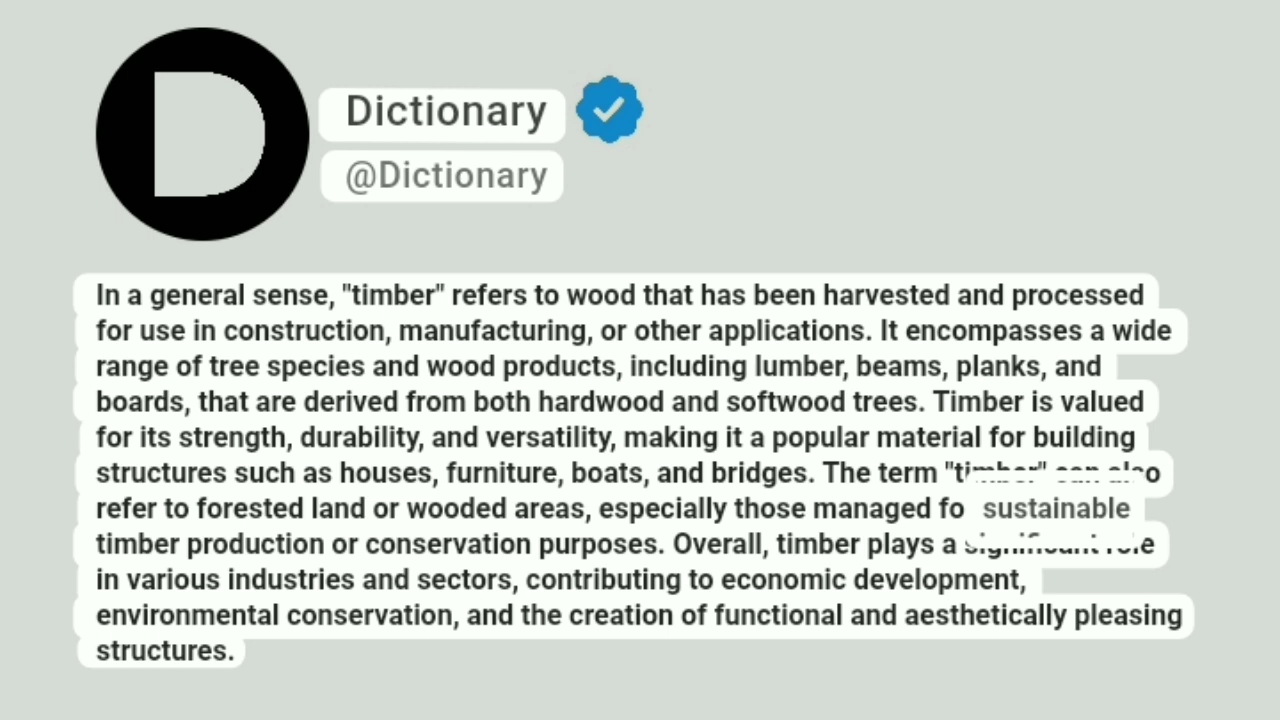 D
Dictionary
@Dictionary
In a general sense, "timber" refers to wood that has been harvested and processed
for use in construction, manufacturing, or other applications. It encompasses a wide
range of tree species and wood products, including lumber, beams, planks, and
boards, that are derived from both hardwood and softwood trees. Timber is valued
for its strength, durability, and versatility, making it a popular material for building
structures such as houses, furniture, boats, and bridges. The term "timber" can also
refer to forested land or wooded areas, especially those managed fo sustainable
timber production or conservation purposes. Overall, timber plays a significant role
in various industries and sectors, contributing to economic development,
environmental conservation, and the creation of functional and aesthetically pleasing
structures.